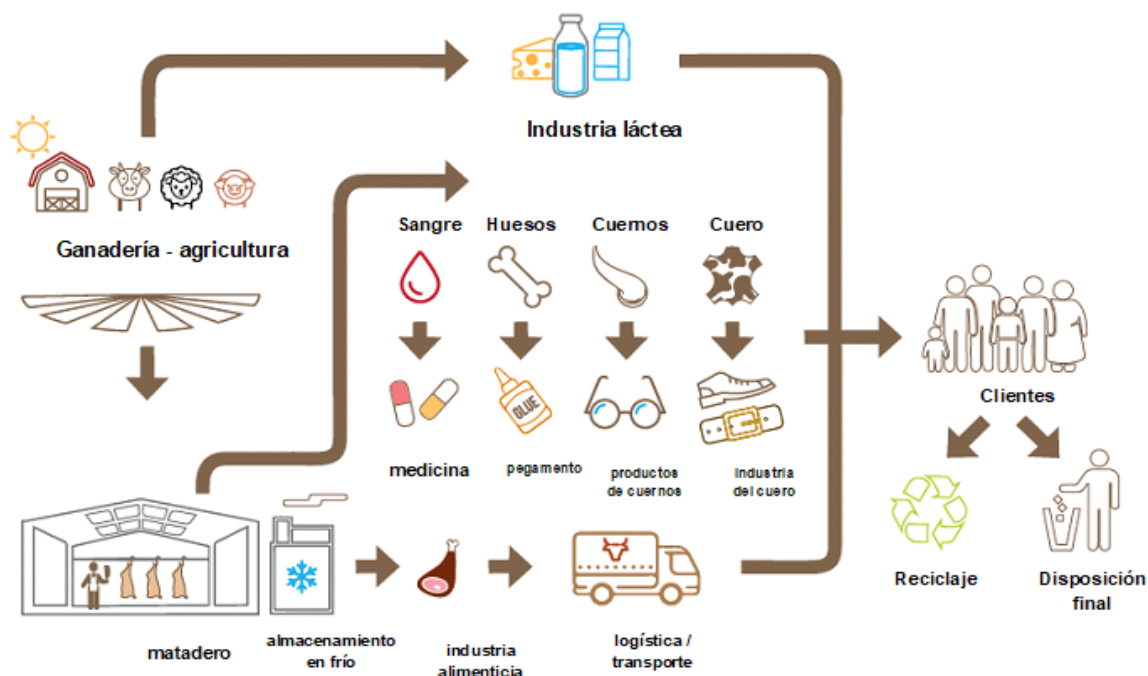 Industria láctea
Ganadería - agricultura
Sangre
Huesos
Cuernos
Cuero
GLUE
medicina
pegamento
productos
de cuernos
Industria
del cuero
Clientes
Reciclaje
Disposición
final
matadero
almacenamiento
en frío
industria
alimenticia
logística /
transporte